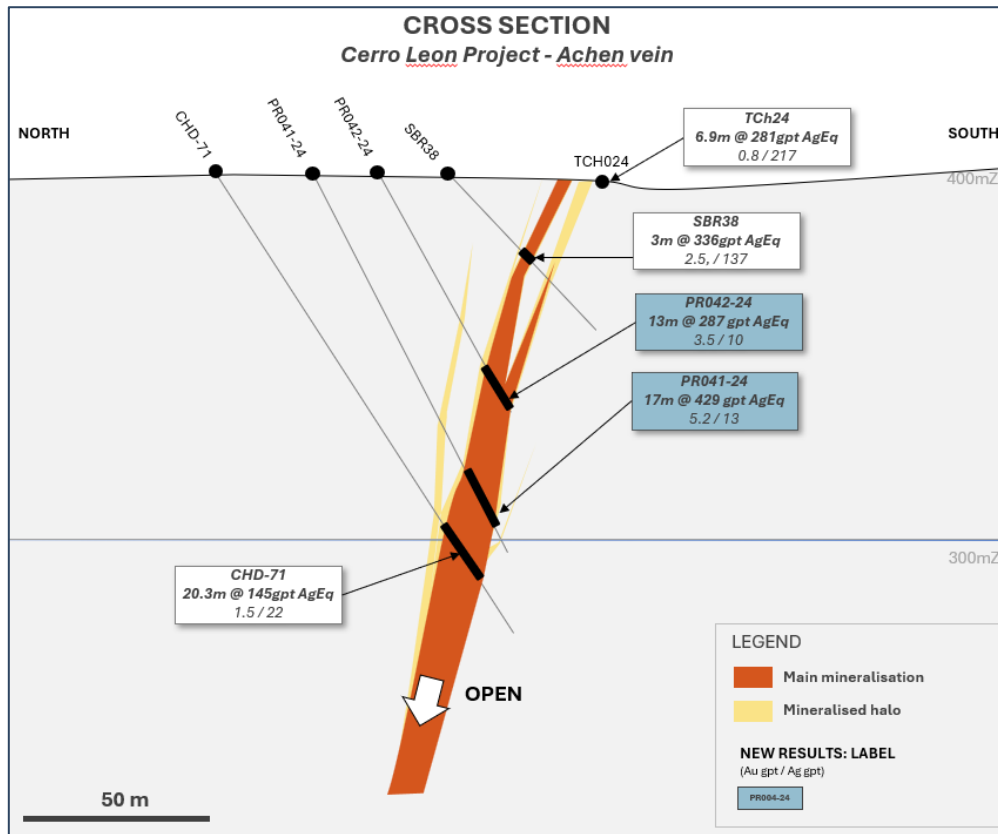 CROSS SECTION
Cerro Leon Project - Achen vein
NORTH
SOUTH
CHD-71
PR041-24
PR042-24
SBR38
TCH024
TCh24
6.9m @ 281gpt AgEq
0.8 / 217
400mZ
SBR38
3m @ 336gpt AgEq
2.5, / 137
PR042-24
13m @ 287 gpt AgEq
3.5 / 10
PR041-24
17m @ 429 gpt AgEq
5.2 / 13
300mZ
CHD-71
20.3m @ 145gpt AgEq
1.5 / 22
OPEN
LEGEND
Main mineralisation
Mineralised halo
NEW RESULTS: LABEL
(Au gpt / Ag gpt)
PR004-24
50 m